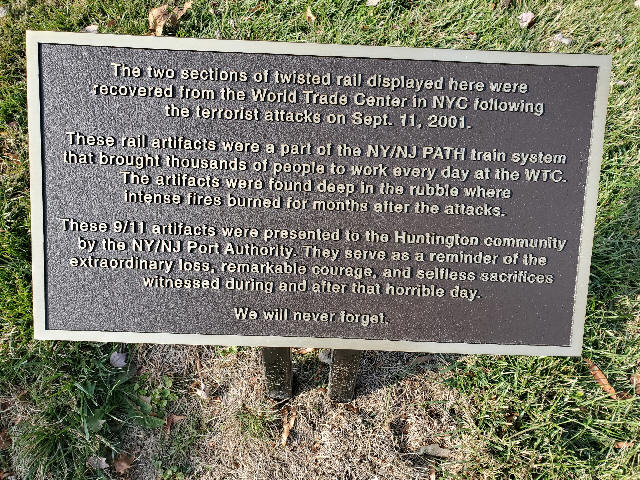 The two sections of twisted rail displayed here were
recovered from the World Trade Center in NYC following
the terrorist attacks on Sept. 11, 2001.
These rail artifacts were a part of the NY/NJ PATH train system
that brought thousands of people to work every day at the WTC.
The artifacts were found deep in the rubble where
intense fires burned for months after the attacks.
These 9/11 artifacts were presented to the Huntington community
by the NY/NJ Port Authority. They serve as a reminder of the
extraordinary loss, remarkable courage, and selfless sacrifices
witnessed during and after that horrible day.
We will never forget.